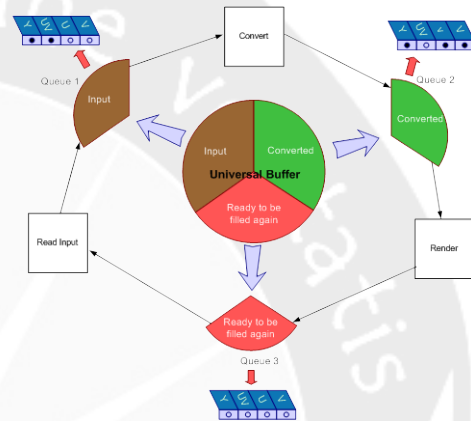 Convert
Queue 1
Queue 2
Input
Converted
Input
Converted
Universal Buffer
Ready to be
filled again
Read Input
Render
Ready to be
filled again
Queue 3